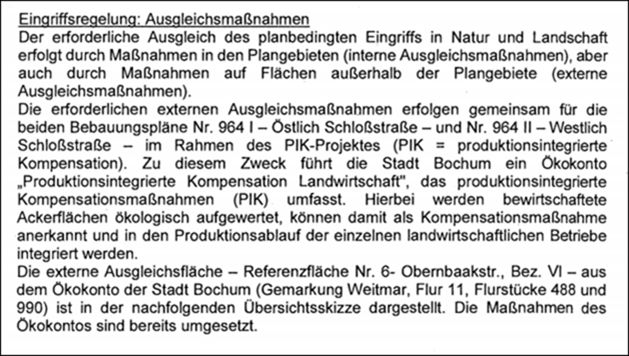 Eingriffsregelung: Ausgleichsmaßnahmen
Der erforderliche Ausgleich des planbedingten Eingriffs in Natur und Landschaft
erfolgt durch Maßnahmen in den Plangebieten (interne Ausgleichsmaßnahmen), aber
auch durch Maßnahmen auf Flächen außerhalb der Plangebiete (externe
Ausgleichsmaßnahmen).
Die erforderlichen externen Ausgleichsmaßnahmen erfolgen gemeinsam für die
beiden Bebauungspläne Nr. 964 I – Östlich Schloßstraße – und Nr. 964 II – Westlich
Schloßstraße – im Rahmen des PIK-Projektes (PIK = produktionsintegrierte
Kompensation). Zu diesem Zweck führt die Stadt Bochum ein Ökokonto
„Produktionsintegrierte Kompensation Landwirtschaft", das produktionsintegrierte
Kompensationsmaßnahmen (PIK) umfasst. Hierbei werden bewirtschaftete
Ackerflächen ökologisch aufgewertet, können damit als Kompensationsmaßnahme
anerkannt und in den Produktionsablauf der einzelnen landwirtschaftlichen Betriebe
integriert werden.
Die externe Ausgleichsfläche – Referenzfläche Nr. 6- Obernbaakstr., Bez. VI – aus
dem Ökokonto der Stadt Bochum (Gemarkung Weitmar, Flur 11, Flurstücke 488 und
990) ist in der nachfolgenden Übersichtsskizze dargestellt. Die Maßnahmen des
Ökokontos sind bereits umgesetzt.